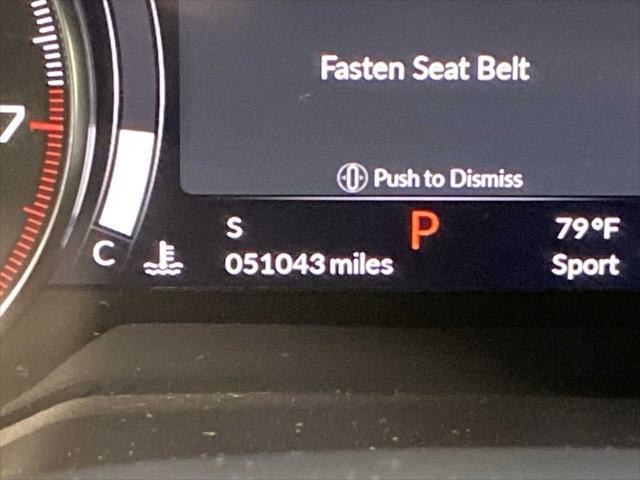 Fasten Seat Belt
7
Push to Dismiss
S P 79°F
C
051043 miles Sport